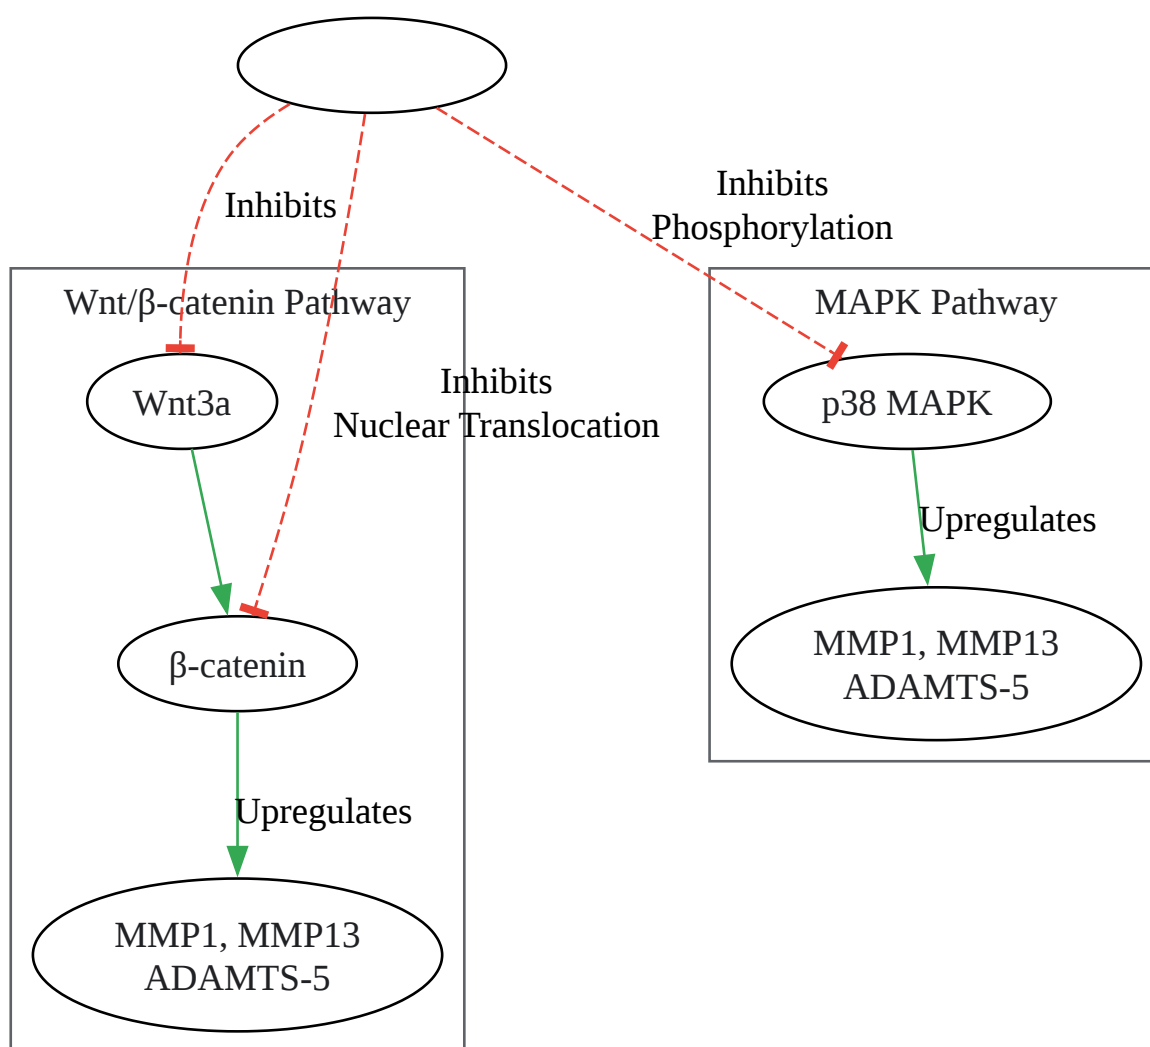 Inhibits
Inhibits
Phosphorylation
Wnt/β-catenin Pathway
MAPK Pathway
Inhibits
Nuclear Translocation
Wnt3a
p38 MAPK
Upregulates
β-catenin
MMP1, MMP13
ADAMTS-5
Upregulates
MMP1, MMP13
ADAMTS-5